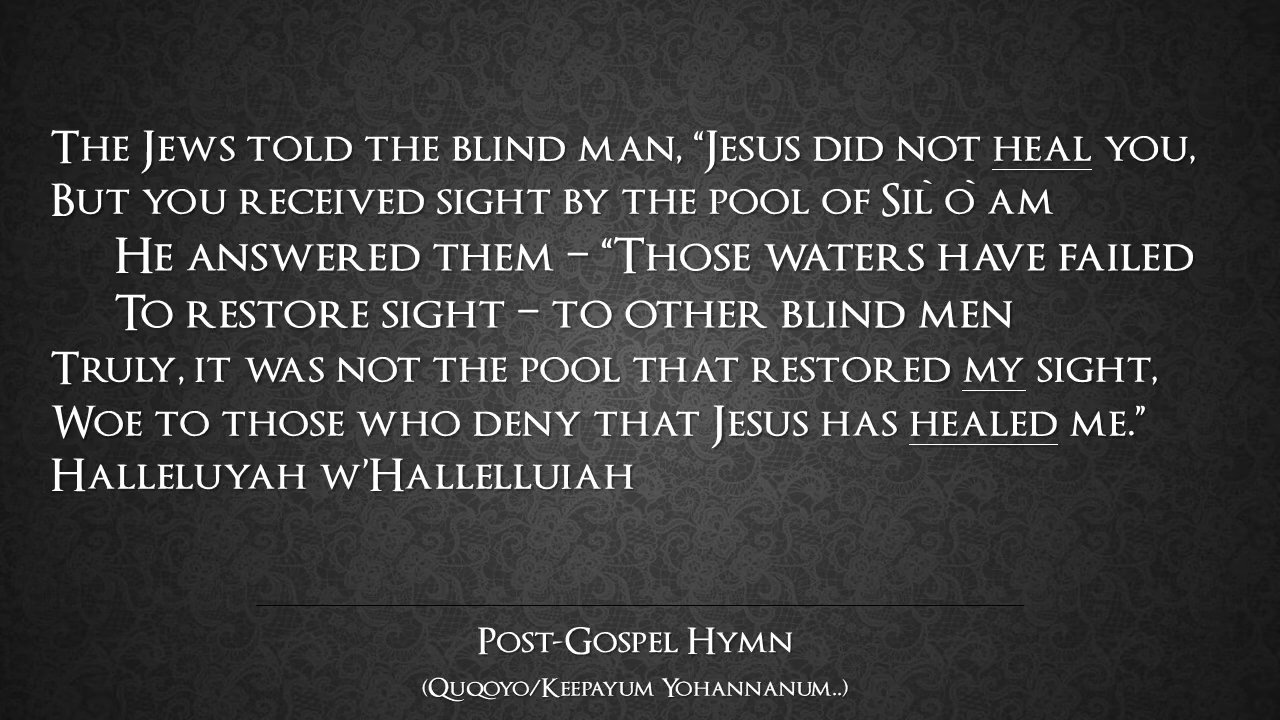 The Jews told the blind man, “Jesus did not heal you,
But you received sight by the pool of Sil`o`am
He answered them – “Those waters have failed
To restore sight – to other blind men
Truly, it was not the pool that restored my sight,
Woe to those who deny that Jesus has healed me.”
Halleluyah w’Hallelluiah
Post-Gospel Hymn
(Quqoyo/Keepayum Yohannanum..)